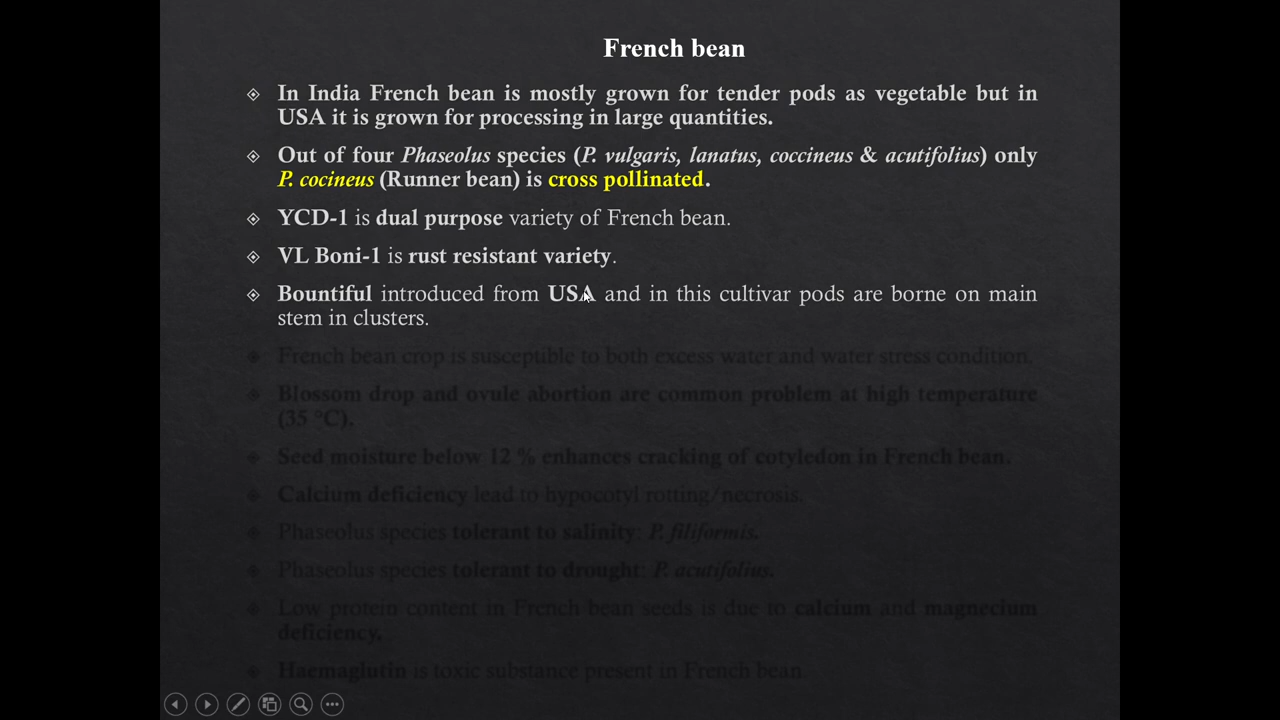 French bean
In India French bean is mostly grown for tender pods as vegetable but in
USA it is grown for processing in large quantities.
Out of four Phaseolus species (P. vulgaris, lanatus, coccineus & acutifolius) only
P. cocineus (Runner bean) is cross pollinated.
YCD-1 is dual purpose variety of French bean.
VL Boni-1 is rust resistant variety.
Bountiful introduced from USA and in this cultivar pods are borne on main
stem in clusters.
French bean crop is susceptible to both excess water and water stress condition.
Blossom drop and ovule abortion are common problem at high temperature
(35 °C).
Seed moisture below 12 % enhances cracking of cotyledon in French bean.
Calcium deficiency lead to hypocotyl rotting/necrosis.
Phaseolus species tolerant to salinity: P. filiformis.
Phaseolus species tolerant to drought: P. acutifolius.
Low protein content in French bean seeds is due to calcium and magnecium
deficiency.
Haemaglutin is toxic substance present in French bean.